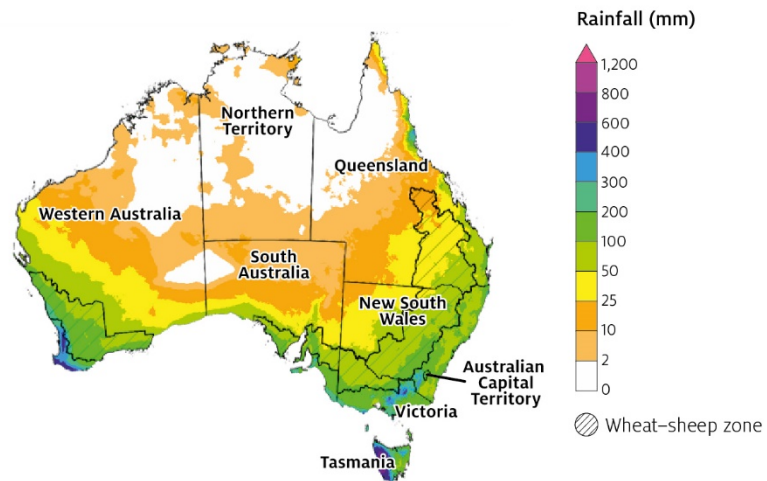 Rainfall (mm)
1,200
800
600
400
300
200
100
50
25
10
2
0
Wheat–sheep zone
Northern
Territory
Queensland
Western Australia
South
Australia
New South
Wales
Australian
Capital
Territory
Victoria
Tasmania